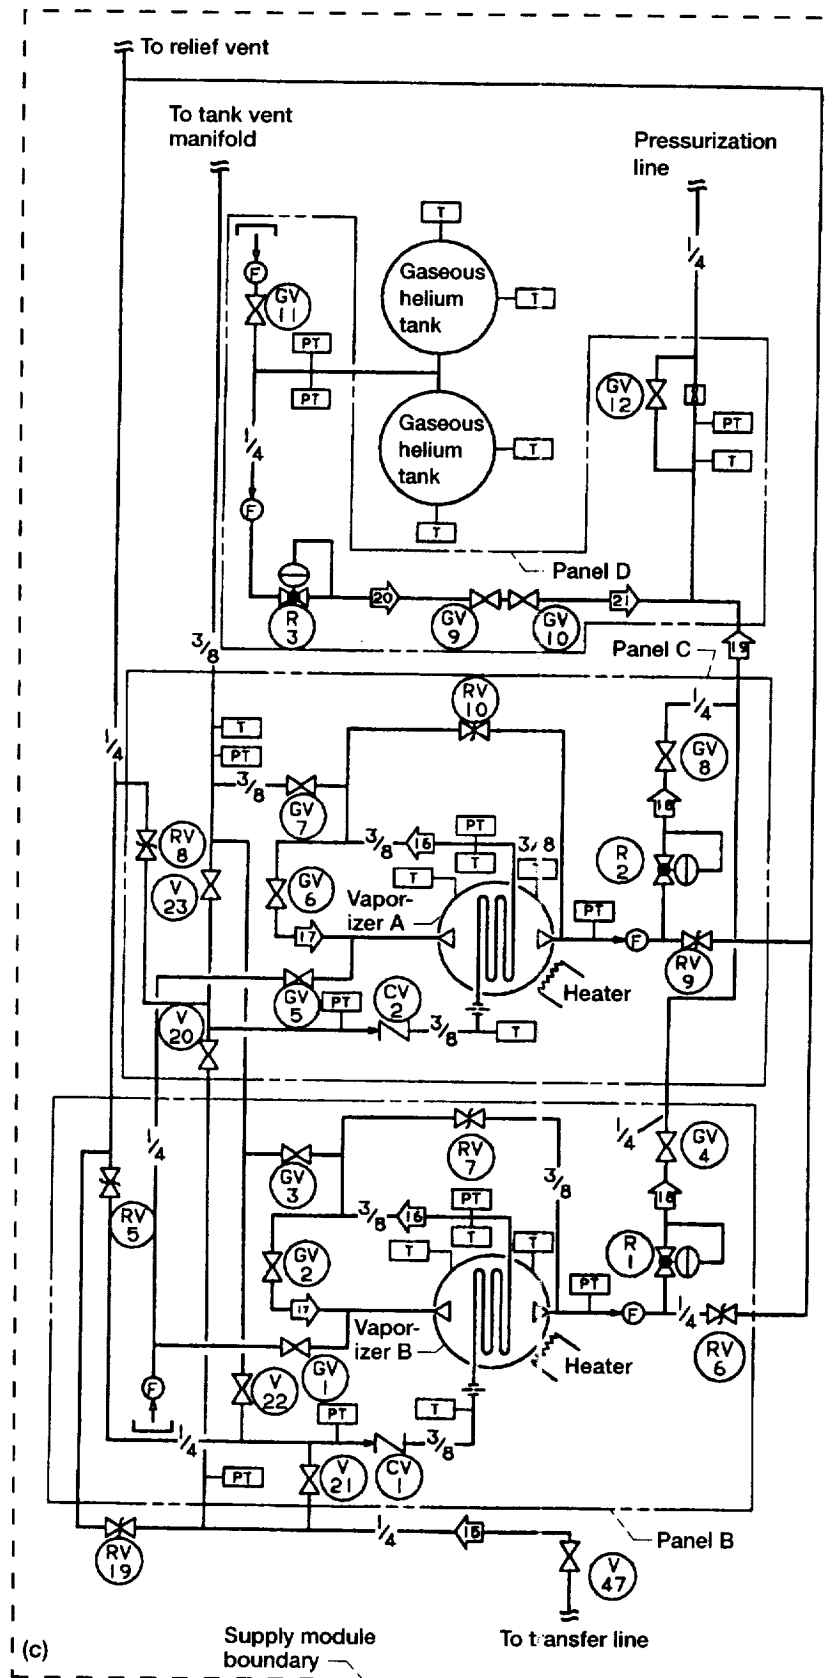 To relief vent
To tank vent
manifold
Pressurization
line
T
1/4
F
GV
11
Gaseous
helium
tank
T
PT
PT
GV
12
PT
T
1/4
Gaseous
helium
tank
T
F
T
Panel D
R
3
20
GV
9
GV
10
21
3/8
Panel C
19
RV
10
1/4
T
PT
1/4
3/8
GV
7
GV
8
18
RV
8
3/8
16
PT
T
3/8
R
2
V
23
GV
6
T
Vapor-
izer A
17
PT
F
RV
9
GV
5
Heater
V
20
PT
CV
2
3/8
T
1/4
RV
7
1/4
GV
4
GV
3
3/8
18
RV
5
3/8
16
PT
T
GV
2
T
T
R
1
17
PT
F
1/4
RV
6
Vapor-
izer B
Heater
GV
1
F
V
22
PT
T
1/4
CV
1
3/8
PT
V
21
RV
19
1/4
15
Panel B
V
47
(c)
Supply module
boundary
To transfer line